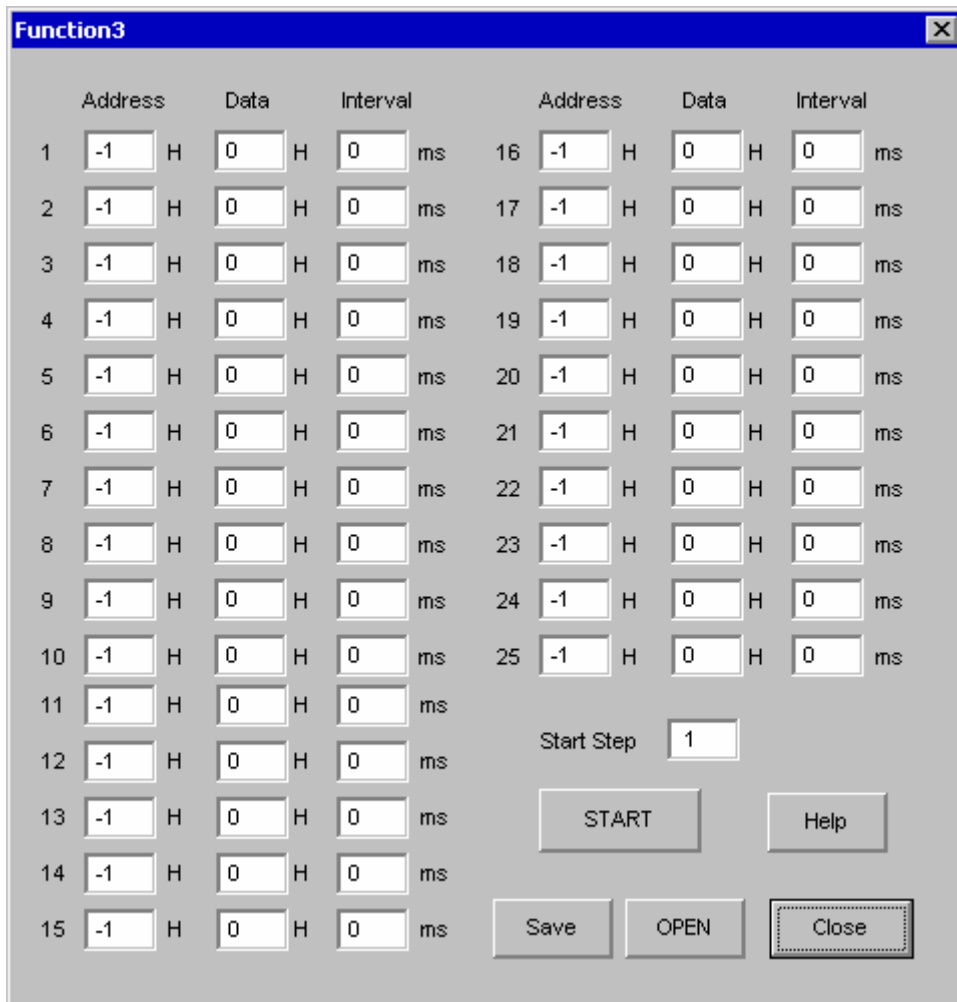 Function3
Address Data Interval Address Data Interval
1 -1 H 0 H 0 ms 16 -1 H 0 H 0 ms
2 -1 H 0 H 0 ms 17 -1 H 0 H 0 ms
3 -1 H 0 H 0 ms 18 -1 H 0 H 0 ms
4 -1 H 0 H 0 ms 19 -1 H 0 H 0 ms
5 -1 H 0 H 0 ms 20 -1 H 0 H 0 ms
6 -1 H 0 H 0 ms 21 -1 H 0 H 0 ms
7 -1 H 0 H 0 ms 22 -1 H 0 H 0 ms
8 -1 H 0 H 0 ms 23 -1 H 0 H 0 ms
9 -1 H 0 H 0 ms 24 -1 H 0 H 0 ms
10 -1 H 0 H 0 ms 25 -1 H 0 H 0 ms
11 -1 H 0 H 0 ms
12 -1 H 0 H 0 ms
13 -1 H 0 H 0 ms
14 -1 H 0 H 0 ms
15 -1 H 0 H 0 ms
Start Step 1
START Help
Save OPEN Close